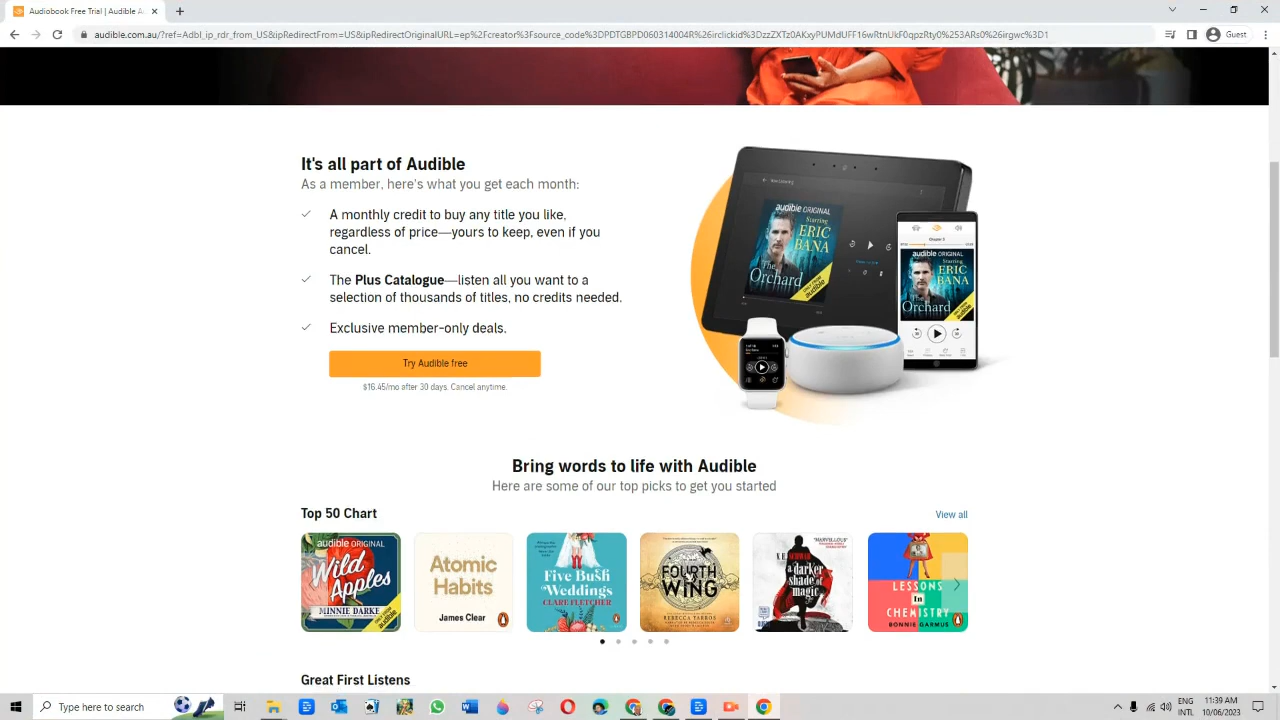 Audiobook Free Trial | Audible A
audible.com.au/?ref=Adbl_ip_rdr_from_US&ipRedirectFrom=US&ipRedirectOriginalURL=ep%2Fcreator%3Fsource_code%3DPDTGBPD060314004R%26irclickid%3DzzZXTz0AKxyPUMdUFF16wRtnUkF0qpzRty0%253ARs0%26irgwc%3D1
Guest
It's all part of Audible
As a member, here's what you get each month:
A monthly credit to buy any title you like,
regardless of price—yours to keep, even if you
cancel.
The Plus Catalogue—listen all you want to a
selection of thousands of titles, no credits needed.
Exclusive member-only deals.
Try Audible free
$16.45/mo after 30 days. Cancel anytime.
audible ORIGINAL
Starring
ERIC
BANA
The
Orchard
ONLY FROM
audible
Chapter 3
audible ORIGINAL
Starring
ERIC
BANA
The
Orchard
Bring words to life with Audible
Here are some of our top picks to get you started
Top 50 Chart
View all
audible ORIGINAL
Wild
Apples
MINNIE DARKE
Atomic
Habits
James Clear
Five Bush
Weddings
CLARE FLETCHER
FOURTH
WING
REBECCA YARROS
"MARVELLOUS"
V. E. SCHWAB
a darker
shade of
magic
LESSONS
In
CHEMISTRY
BONNIE GARMUS
Great First Listens
Type here to search
ENG
INTL
11:39 AM
10/06/2023